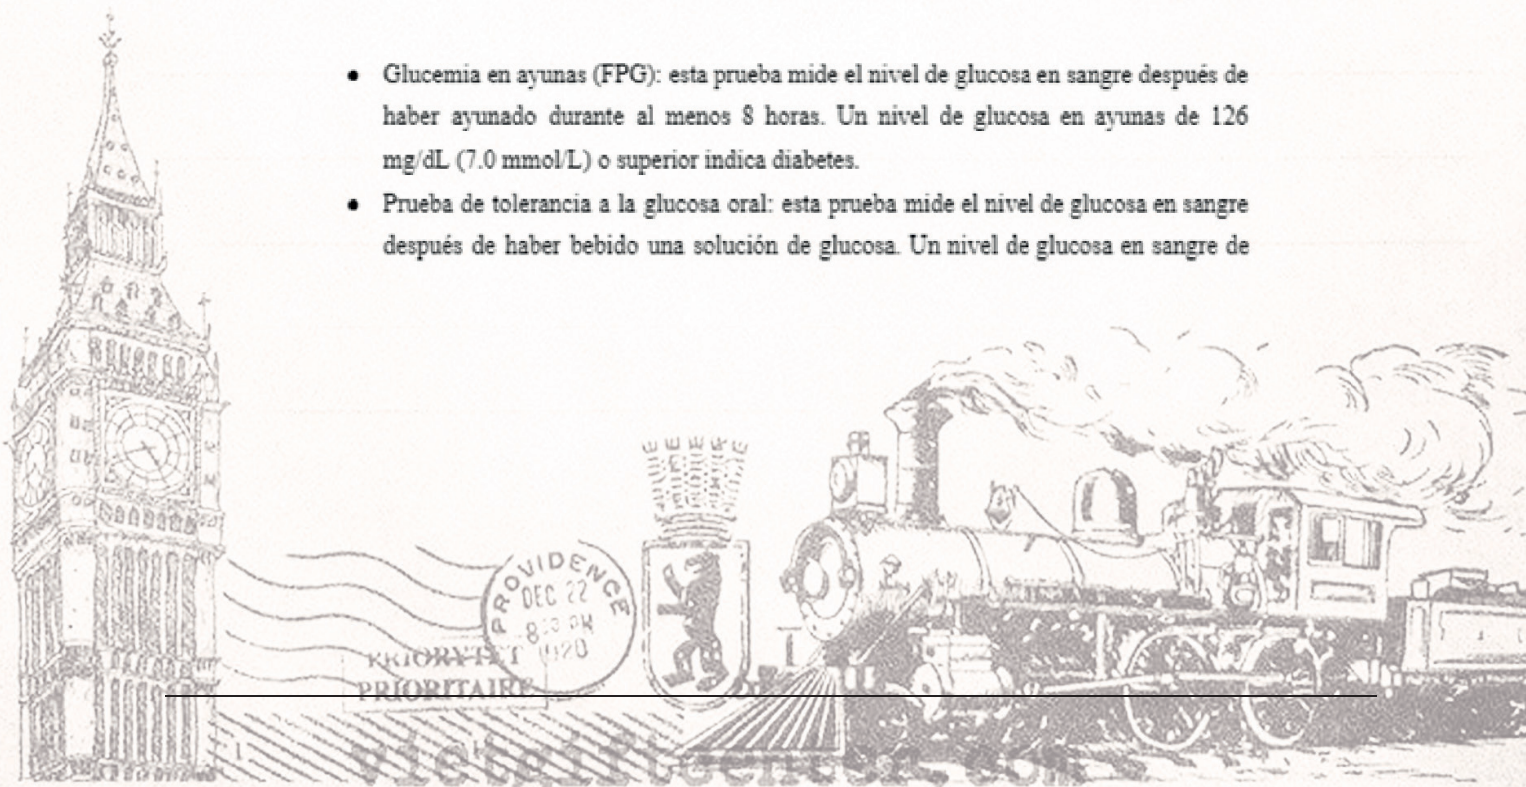 ● Glucemia en ayunas (FPG): esta prueba mide el nivel de glucosa en sangre después de
haber ayunado durante al menos 8 horas. Un nivel de glucosa en ayunas de 126
mg/dL (7.0 mmol/L) o superior indica diabetes.
● Prueba de tolerancia a la glucosa oral: esta prueba mide el nivel de glucosa en sangre
después de haber bebido una solución de glucosa. Un nivel de glucosa en sangre de
PROVIDENCE
DEC 22
1920
PRIORYTET
PRIORITAIRE